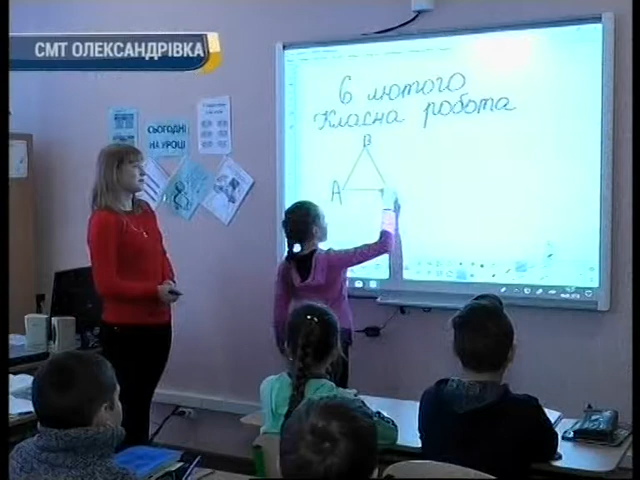 СМТ ОЛЕКСАНДРІВКА
6 лютого
Класна робота
СЬОГОДНІ
НА УРОЦІ
В
А